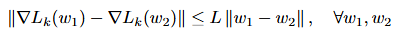 ‖∇L_k(w_1) − ∇L_k(w_2)‖ ≤ L ‖w_1 − w_2‖ , ∀w_1, w_2